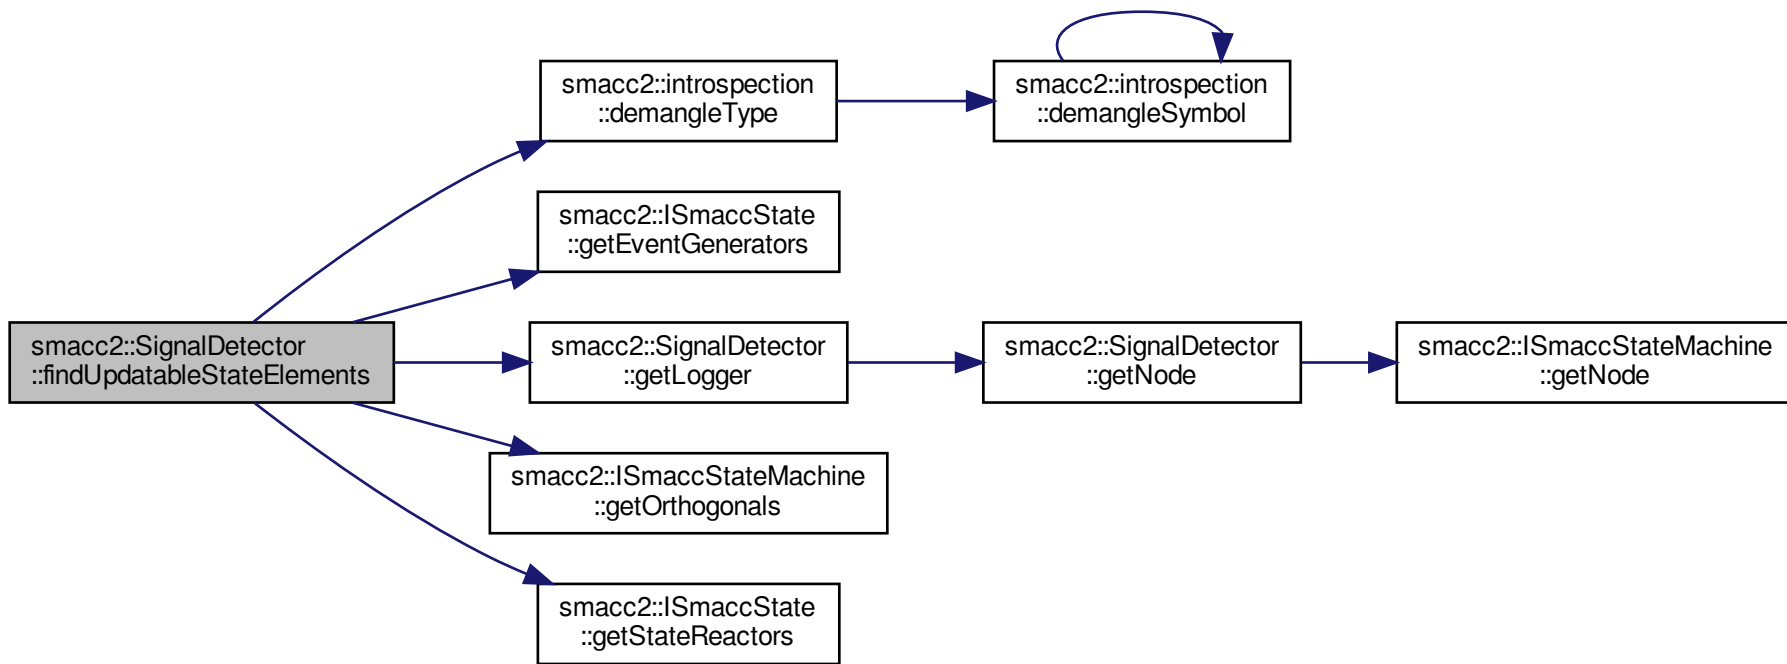 smacc2::introspection
::demangleType
smacc2::introspection
::demangleSymbol
smacc2::ISmaccState
::getEventGenerators
smacc2::SignalDetector
::findUpdatableStateElements
smacc2::SignalDetector
::getLogger
smacc2::SignalDetector
::getNode
smacc2::ISmaccStateMachine
::getNode
smacc2::ISmaccStateMachine
::getOrthogonals
smacc2::ISmaccState
::getStateReactors